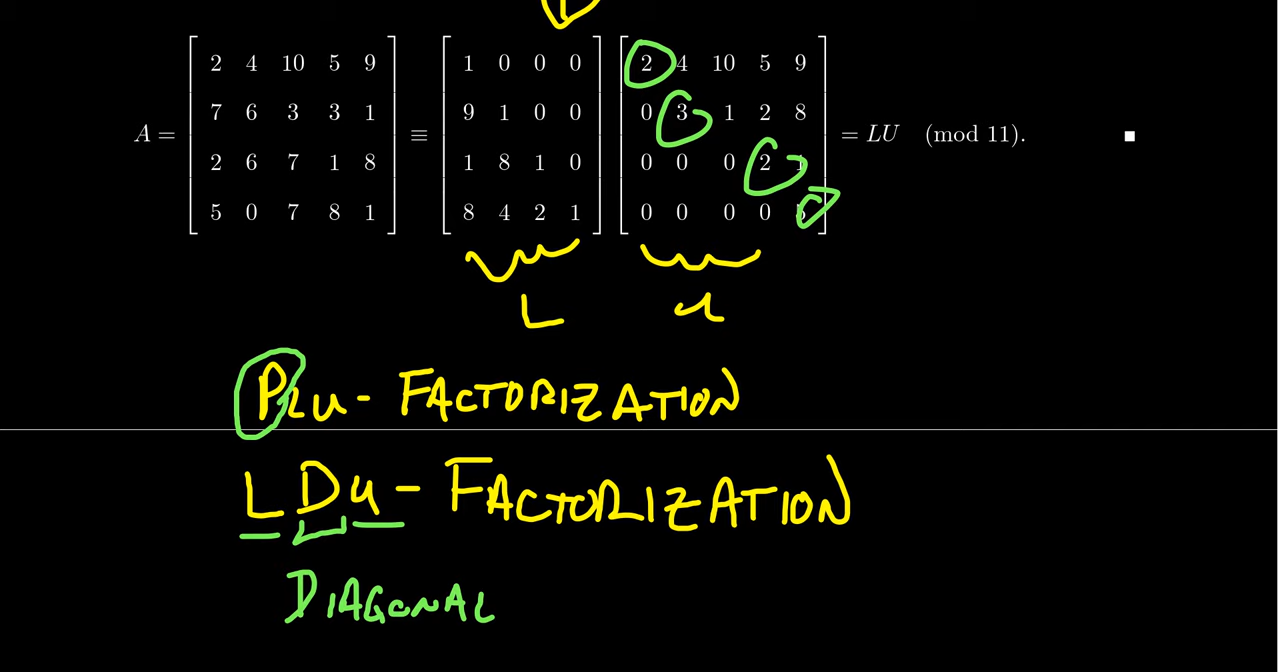 2 4 10 5 9 1 0 0 0 2 4 10 5 9
7 6 3 3 1 9 1 0 0 0 3 1 2 8
A = ≡ = LU (mod 11). ■
2 6 7 1 8 1 8 1 0 0 0 0 2 1
5 0 7 8 1 8 4 2 1 0 0 0 0 5
L u
PLu - FACTORIZATION
LDu - FACTORIZATION
DIAGONAL